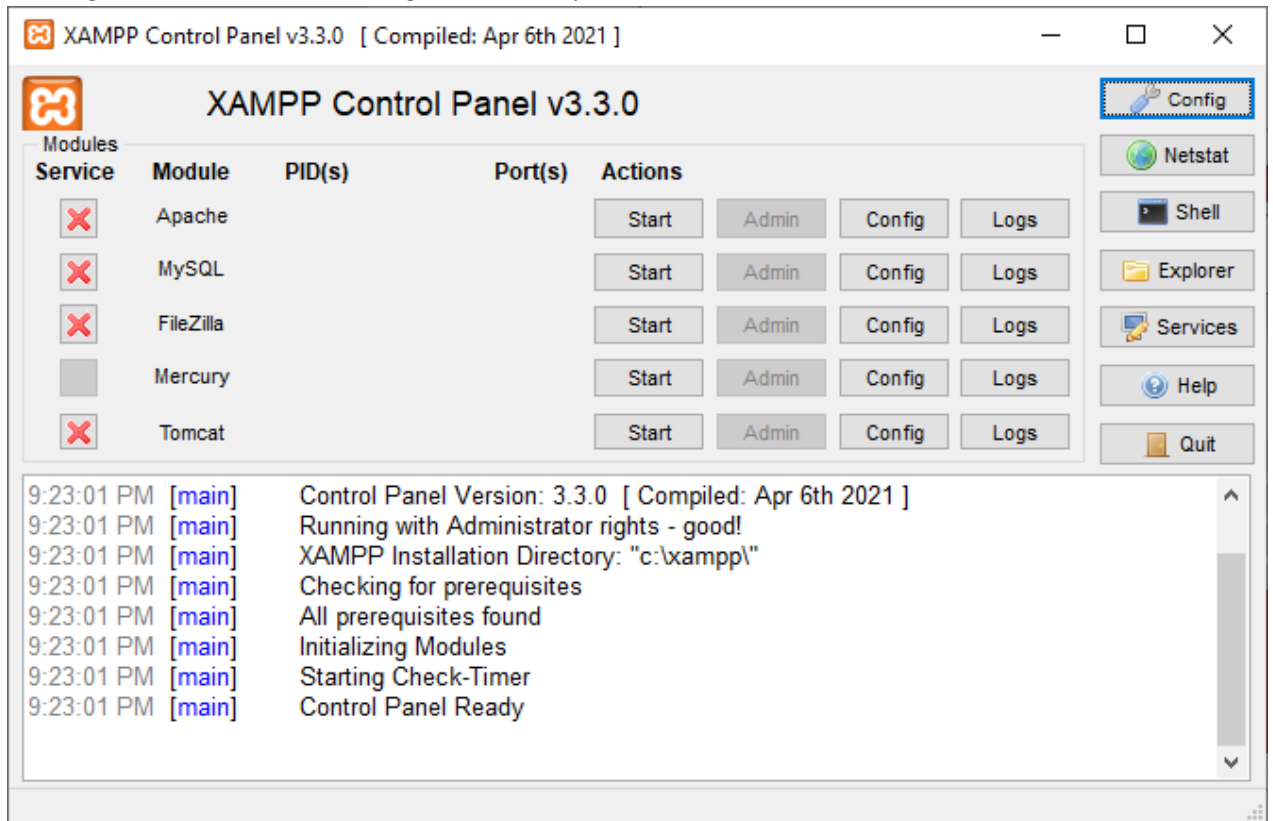 XAMPP Control Panel v3.3.0 [ Compiled: Apr 6th 2021 ]
XAMPP Control Panel v3.3.0
Config
Modules
Netstat
Service Module PID(s) Port(s) Actions
Apache Start Admin Config Logs
Shell
MySQL Start Admin Config Logs
Explorer
FileZilla Start Admin Config Logs
Services
Mercury Start Admin Config Logs
Help
Tomcat Start Admin Config Logs
Quit
9:23:01 PM [main] Control Panel Version: 3.3.0 [ Compiled: Apr 6th 2021 ]
9:23:01 PM [main] Running with Administrator rights - good!
9:23:01 PM [main] XAMPP Installation Directory: "c:\xampp\"
9:23:01 PM [main] Checking for prerequisites
9:23:01 PM [main] All prerequisites found
9:23:01 PM [main] Initializing Modules
9:23:01 PM [main] Starting Check-Timer
9:23:01 PM [main] Control Panel Ready